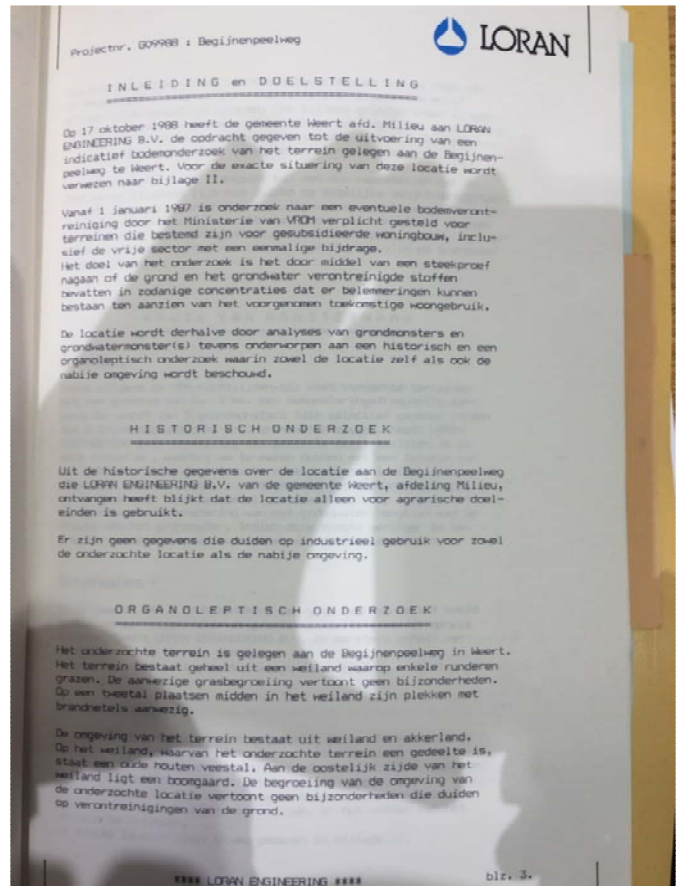 Projectnr. G09988 : Begijnenpeelweg
LORAN
I N L E I D I N G en D O E L S T E L L I N G
Op 17 oktober 1988 heeft de gemeente Weert afd. Milieu aan LORAN
ENGINEERING B.V. de opdracht gegeven tot de uitvoering van een
indicatief bodemonderzoek van het terrein gelegen aan de Begijnen-
peelweg te Weert. Voor de exacte situering van deze locatie wordt
verwezen naar bijlage II.
Vanaf 1 januari 1987 is onderzoek naar een eventuele bodemveront-
reiniging door het Ministerie van VROM verplicht gesteld voor
terreinen die bestemd zijn voor gesubsidieerde woningbouw, inclu-
sief de vrije sector met een eenmalige bijdrage.
Het doel van het onderzoek is het door middel van een steekproef
nagaan of de grond en het grondwater verontreinigde stoffen
bevatten in zodanige concentraties dat er belemmeringen kunnen
bestaan ten aanzien van het voorgenomen toekomstige woongebruik.
De locatie wordt derhalve door analyses van grondmonsters en
grondwatermonster(s) tevens onderworpen aan een historisch en een
organoleptisch onderzoek waarin zowel de locatie zelf als ook de
nabije omgeving wordt beschouwd.
H I S T O R I S C H O N D E R Z O E K
Uit de historische gegevens over de locatie aan de Begijnenpeelweg
die LORAN ENGINEERING B.V. van de gemeente Weert, afdeling Milieu,
ontvangen heeft blijkt dat de locatie alleen voor agrarische doel-
einden is gebruikt.
Er zijn geen gegevens die duiden op industrieel gebruik voor zowel
de onderzochte locatie als de nabije omgeving.
O R G A N O L E P T I S C H O N D E R Z O E K
Het onderzochte terrein is gelegen aan de Begijnenpeelweg in Weert.
Het terrein bestaat geheel uit een weiland waarop enkele runderen
grazen. De aanwezige grasbegroeiing vertoont geen bijzonderheden.
Op een tweetal plaatsen midden in het weiland zijn plekken met
brandnetels aanwezig.
De omgeving van het terrein bestaat uit weiland en akkerland.
Op het weiland, waarvan het onderzochte terrein een gedeelte is,
staat een oude houten veestal. Aan de oostelijk zijde van het
weiland ligt een boomgaard. De begroeiing van de omgeving van
de onderzochte locatie vertoont geen bijzonderheden die duiden
op verontreinigingen van de grond.
**** LORAN ENGINEERING ****
blz. 3.